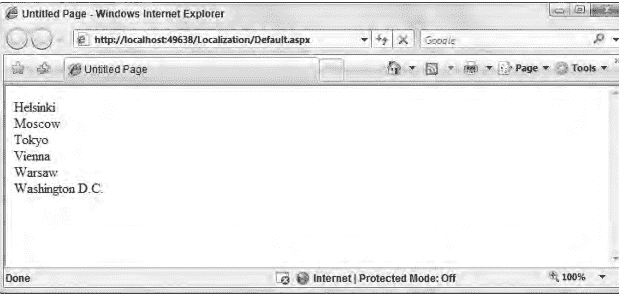 Untitled Page - Windows Internet Explorer
http://localhost:49638/Localization/Default.aspx
Google
Untitled Page
Page
Tools
Helsinki
Moscow
Tokyo
Vienna
Warsaw
Washington D.C.
Done
Internet | Protected Mode: Off
100%